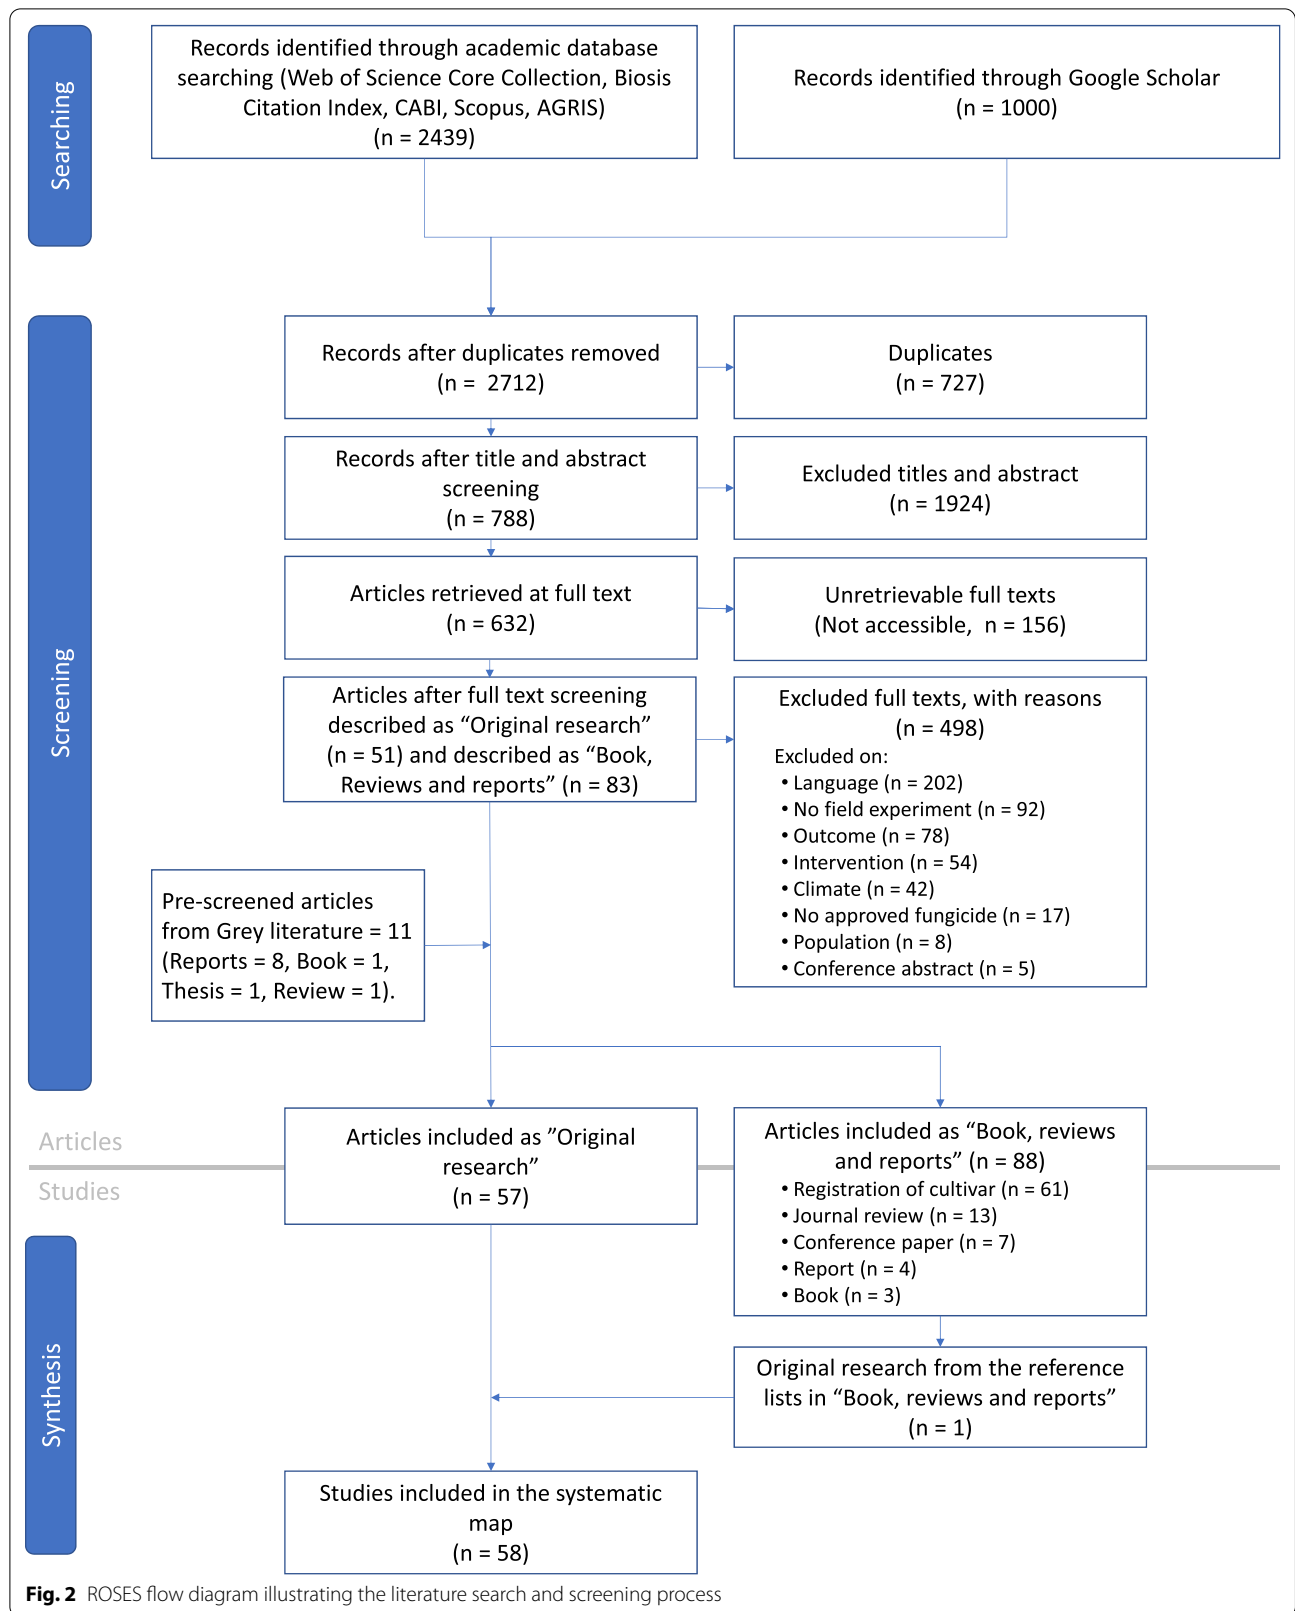 Searching
Records identified through academic database
searching (Web of Science Core Collection, Biosis
Citation Index, CABI, Scopus, AGRIS)
(n = 2439)
Records identified through Google Scholar
(n = 1000)
Screening
Records after duplicates removed
(n =  2712)
Duplicates
(n = 727)
Records after title and abstract
screening
(n = 788)
Excluded titles and abstract
(n = 1924)
Articles retrieved at full text
(n = 632)
Unretrievable full texts
(Not accessible,  n = 156)
Articles after full text screening
described as “Original research”
(n = 51) and described as “Book,
Reviews and reports” (n = 83)
Excluded full texts, with reasons
(n = 498)
Excluded on:
• Language (n = 202)
• No field experiment (n = 92)
• Outcome (n = 78)
• Intervention (n = 54)
• Climate (n = 42)
• No approved fungicide (n = 17)
• Population (n = 8)
• Conference abstract (n = 5)
Pre-screened articles
from Grey literature = 11
(Reports = 8, Book = 1,
Thesis = 1, Review = 1).
Articles
Studies
Articles included as ”Original
research”
(n = 57)
Articles included as “Book, reviews
and reports” (n = 88)
• Registration of cultivar (n = 61)
• Journal review (n = 13)
• Conference paper (n = 7)
• Report (n = 4)
• Book (n = 3)
Synthesis
Original research from the reference
lists in “Book, reviews and reports”
(n = 1)
Studies included in the systematic
map
(n = 58)
Fig. 2 ROSES flow diagram illustrating the literature search and screening process